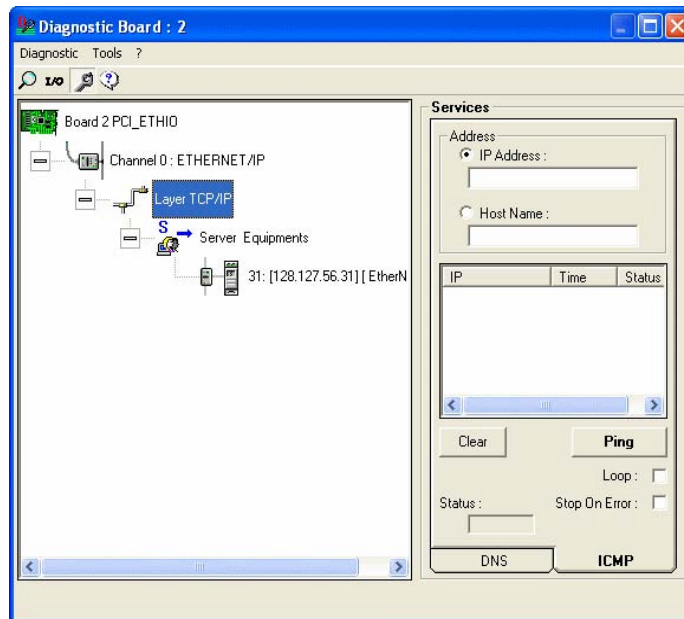 Diagnostic Board : 2
Diagnostic Tools ?
I/O
Board 2 PCI_ETHIO
Channel 0 : ETHERNET/IP
Layer TCP/IP
S
Server Equipments
31: [128.127.56.31] [ EtherN
Services
Address
IP Address :
Host Name :
IP Time Status
Clear Ping
Loop :
Status : Stop On Error :
DNS ICMP